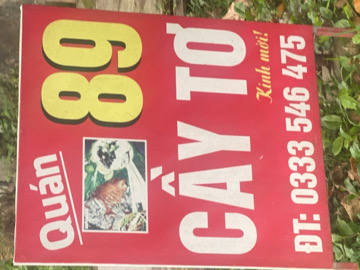 Quán 89
CẦY TƠ
Kính mời!
ĐT: 0333 546 475